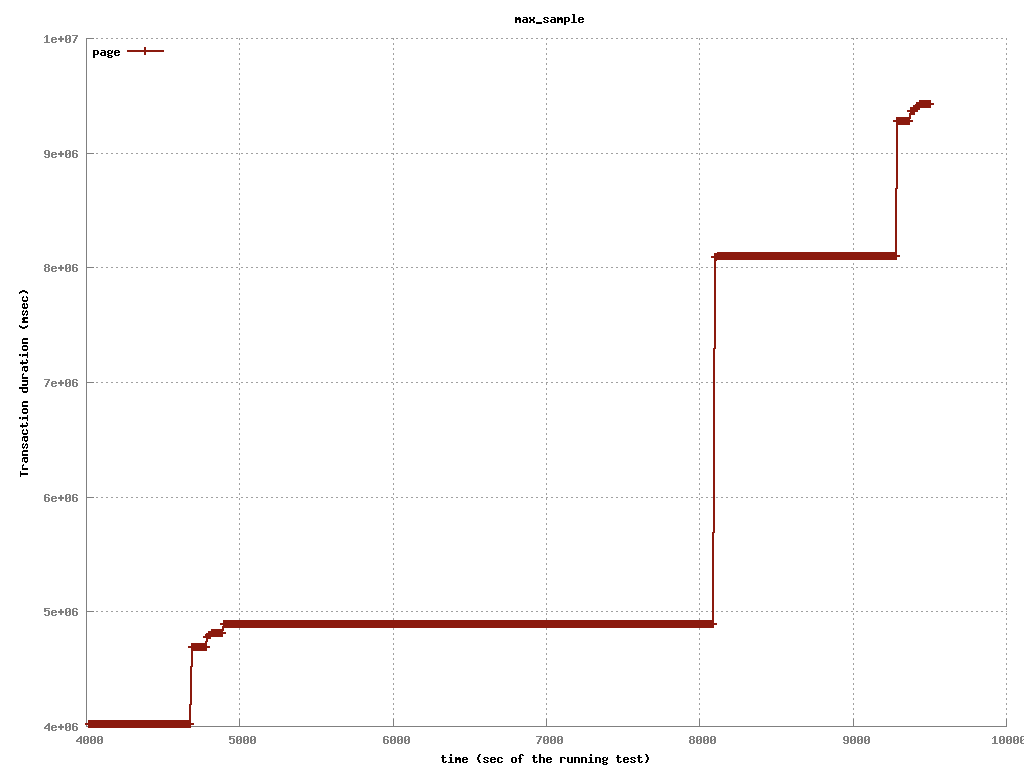 max_sample
1e+07
page
9e+06
8e+06
7e+06
6e+06
5e+06
4e+06
Transaction duration (msec)
4000 5000 6000 7000 8000 9000 10000
time (sec of the running test)